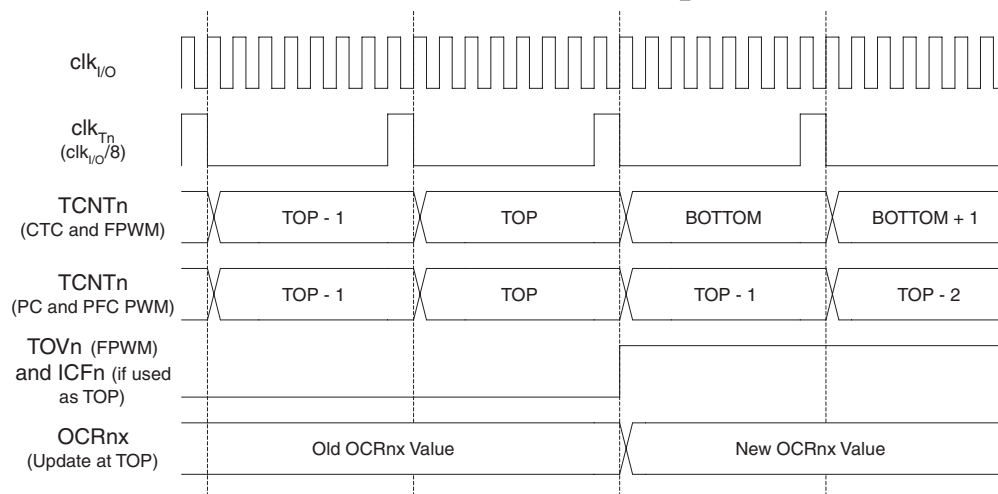 clkI/O
clkTn
(clkI/O/8)
TCNTn
(CTC and FPWM)
TOP - 1
TOP
BOTTOM
BOTTOM + 1
TCNTn
(PC and PFC PWM)
TOP - 1
TOP
TOP - 1
TOP - 2
TOVn (FPWM)
and ICFn (if used
as TOP)
OCRnx
(Update at TOP)
Old OCRnx Value
New OCRnx Value